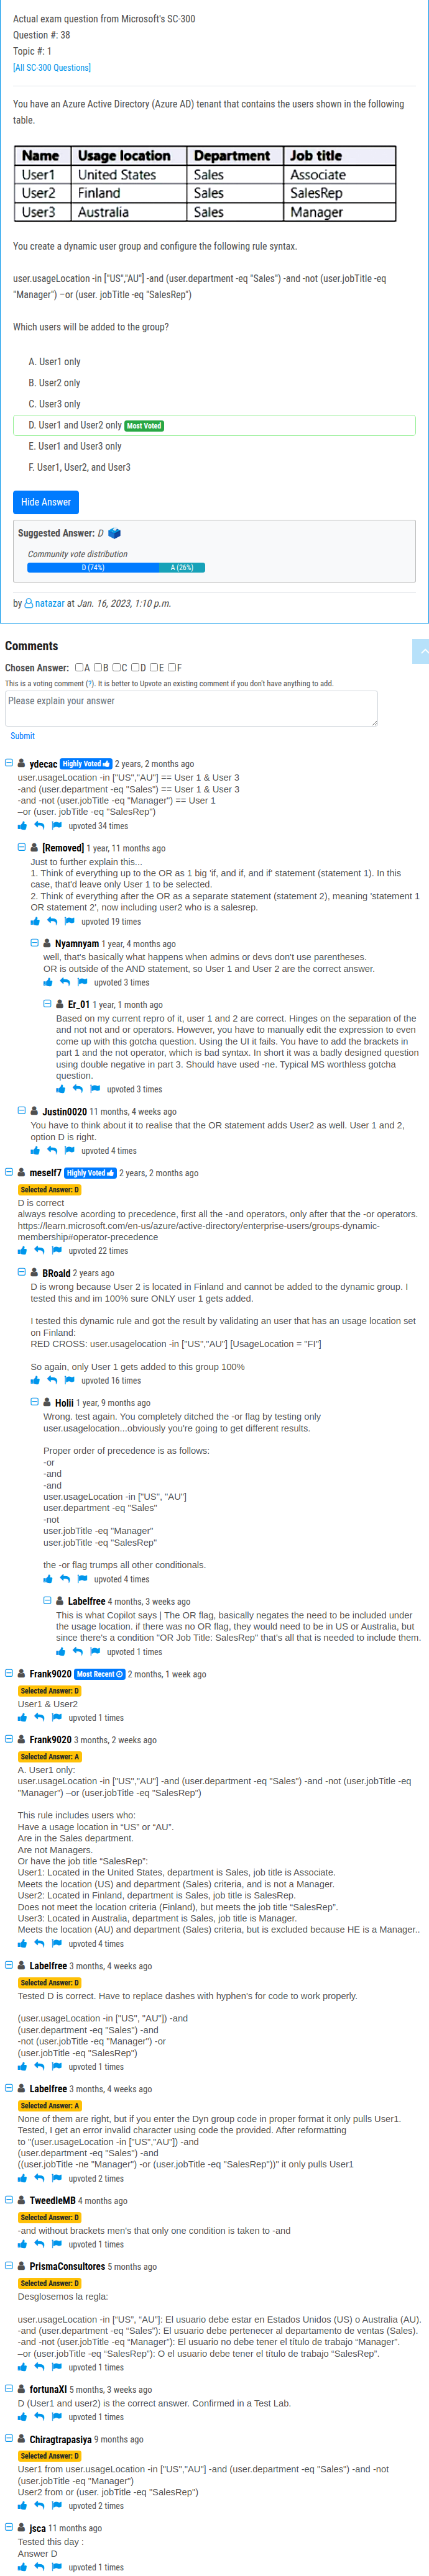 Actual exam question from Microsoft's SC-300
Question #: 38
Topic #: 1
[All SC-300 Questions]
You have an Azure Active Directory (Azure AD) tenant that contains the users shown in the following
table.
Name Usage location Department Job title
User1 United States Sales Associate
User2 Finland Sales SalesRep
User3 Australia Sales Manager
You create a dynamic user group and configure the following rule syntax.
user.usageLocation -in ["US","AU"] -and (user.department -eq "Sales") -and -not (user.jobTitle -eq
"Manager") –or (user. jobTitle -eq "SalesRep")
Which users will be added to the group?
A. User1 only
B. User2 only
C. User3 only
D. User1 and User2 only Most Voted
E. User1 and User3 only
F. User1, User2, and User3
Hide Answer
Suggested Answer: D
Community vote distribution
D (74%) A (26%)
by natazar at Jan. 16, 2023, 1:10 p.m.
Comments
Chosen Answer: A B C D E F
This is a voting comment (?). It is better to Upvote an existing comment if you don't have anything to add.
Please explain your answer
Submit
ydecac Highly Voted 2 years, 2 months ago
user.usageLocation -in ["US","AU"] == User 1 & User 3
-and (user.department -eq "Sales") == User 1 & User 3
-and -not (user.jobTitle -eq "Manager") == User 1
–or (user. jobTitle -eq "SalesRep")
upvoted 34 times
[Removed] 1 year, 11 months ago
Just to further explain this...
1. Think of everything up to the OR as 1 big 'if, and if, and if' statement (statement 1). In this
case, that'd leave only User 1 to be selected.
2. Think of everything after the OR as a separate statement (statement 2), meaning 'statement 1
OR statement 2', now including user2 who is a salesrep.
upvoted 19 times
Nyamnyam 1 year, 4 months ago
well, that's basically what happens when admins or devs don't use parentheses.
OR is outside of the AND statement, so User 1 and User 2 are the correct answer.
upvoted 3 times
Er_01 1 year, 1 month ago
Based on my current repro of it, user 1 and 2 are correct. Hinges on the separation of the
and not not and or operators. However, you have to manually edit the expression to even
come up with this gotcha question. Using the UI it fails. You have to add the brackets in
part 1 and the not operator, which is bad syntax. In short it was a badly designed question
using double negative in part 3. Should have used -ne. Typical MS worthless gotcha
question.
upvoted 3 times
Justin0020 11 months, 4 weeks ago
You have to think about it to realise that the OR statement adds User2 as well. User 1 and 2,
option D is right.
upvoted 4 times
meself7 Highly Voted 2 years, 2 months ago
Selected Answer: D
D is correct
always resolve acording to precedence, first all the -and operators, only after that the -or operators.
https://learn.microsoft.com/en-us/azure/active-directory/enterprise-users/groups-dynamic-
membership#operator-precedence
upvoted 22 times
BRoald 2 years ago
D is wrong because User 2 is located in Finland and cannot be added to the dynamic group. I
tested this and im 100% sure ONLY user 1 gets added.
I tested this dynamic rule and got the result by validating an user that has an usage location set
on Finland:
RED CROSS: user.usagelocation -in ["US","AU"] [UsageLocation = "FI"]
So again, only User 1 gets added to this group 100%
upvoted 16 times
Holii 1 year, 9 months ago
Wrong. test again. You completely ditched the -or flag by testing only
user.usagelocation...obviously you're going to get different results.
Proper order of precedence is as follows:
-or
-and
-and
user.usageLocation -in ["US", "AU"]
user.department -eq "Sales"
-not
user.jobTitle -eq "Manager"
user.jobTitle -eq "SalesRep"
the -or flag trumps all other conditionals.
upvoted 4 times
Labelfree 4 months, 3 weeks ago
This is what Copilot says | The OR flag, basically negates the need to be included under
the usage location. if there was no OR flag, they would need to be in US or Australia, but
since there's a condition "OR Job Title: SalesRep" that's all that is needed to include them.
upvoted 1 times
Frank9020 Most Recent 2 months, 1 week ago
Selected Answer: D
User1 & User2
upvoted 1 times
Frank9020 3 months, 2 weeks ago
Selected Answer: A
A. User1 only:
user.usageLocation -in ["US","AU"] -and (user.department -eq "Sales") -and -not (user.jobTitle -eq
"Manager") –or (user.jobTitle -eq "SalesRep")
This rule includes users who:
Have a usage location in “US” or “AU”.
Are in the Sales department.
Are not Managers.
Or have the job title “SalesRep”:
User1: Located in the United States, department is Sales, job title is Associate.
Meets the location (US) and department (Sales) criteria, and is not a Manager.
User2: Located in Finland, department is Sales, job title is SalesRep.
Does not meet the location criteria (Finland), but meets the job title “SalesRep”.
User3: Located in Australia, department is Sales, job title is Manager.
Meets the location (AU) and department (Sales) criteria, but is excluded because HE is a Manager..
upvoted 4 times
Labelfree 3 months, 4 weeks ago
Selected Answer: D
Tested D is correct. Have to replace dashes with hyphen's for code to work properly.
(user.usageLocation -in ["US", "AU"]) -and
(user.department -eq "Sales") -and
-not (user.jobTitle -eq "Manager") -or
(user.jobTitle -eq "SalesRep")
upvoted 1 times
Labelfree 3 months, 4 weeks ago
Selected Answer: A
None of them are right, but if you enter the Dyn group code in proper format it only pulls User1.
Tested, I get an error invalid character using code the provided. After reformatting
to "(user.usageLocation -in ["US","AU"]) -and
(user.department -eq "Sales") -and
((user.jobTitle -ne "Manager") -or (user.jobTitle -eq "SalesRep"))" it only pulls User1
upvoted 2 times
TweedleMB 4 months ago
Selected Answer: D
-and without brackets men's that only one condition is taken to -and
upvoted 1 times
PrismaConsultores 5 months ago
Selected Answer: D
Desglosemos la regla:
user.usageLocation -in ["US", “AU”]: El usuario debe estar en Estados Unidos (US) o Australia (AU).
-and (user.department -eq “Sales”): El usuario debe pertenecer al departamento de ventas (Sales).
-and -not (user.jobTitle -eq “Manager”): El usuario no debe tener el título de trabajo “Manager”.
–or (user.jobTitle -eq “SalesRep”): O el usuario debe tener el título de trabajo “SalesRep”.
upvoted 1 times
fortunaXI 5 months, 3 weeks ago
D (User1 and user2) is the correct answer. Confirmed in a Test Lab.
upvoted 1 times
Chiragtrapasiya 9 months ago
Selected Answer: D
User1 from user.usageLocation -in ["US","AU"] -and (user.department -eq "Sales") -and -not
(user.jobTitle -eq "Manager")
User2 from or (user. jobTitle -eq "SalesRep")
upvoted 2 times
jsca 11 months ago
Tested this day :
Answer D
upvoted 1 times